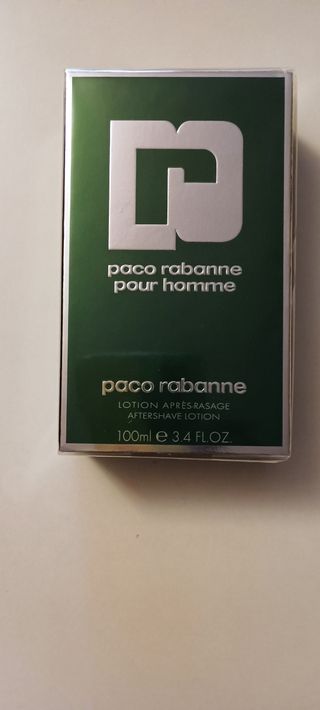 paco rabanne
pour homme
paco rabanne
LOTION APRÈS-RASAGE
AFTERSHAVE LOTION
100ml e 3.4 FL.OZ.